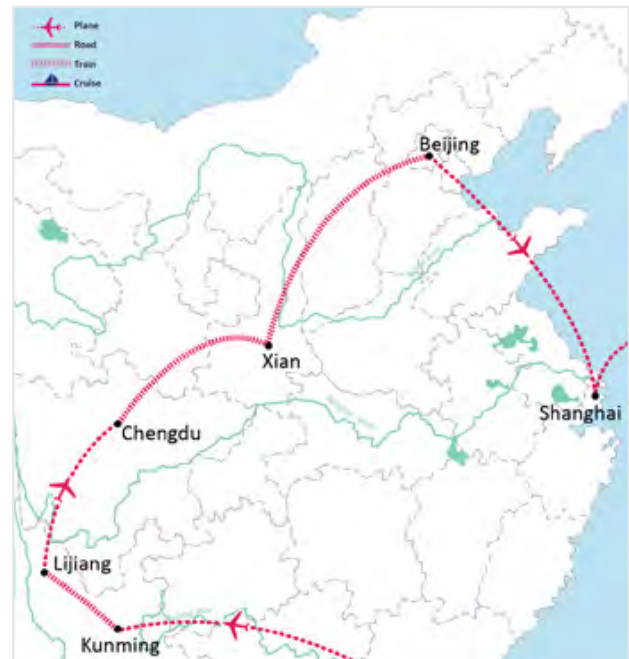 Plane
Road
Train
Cruise
Beijing
Xian
Shanghai
Chengdu
Lijiang
Kunming